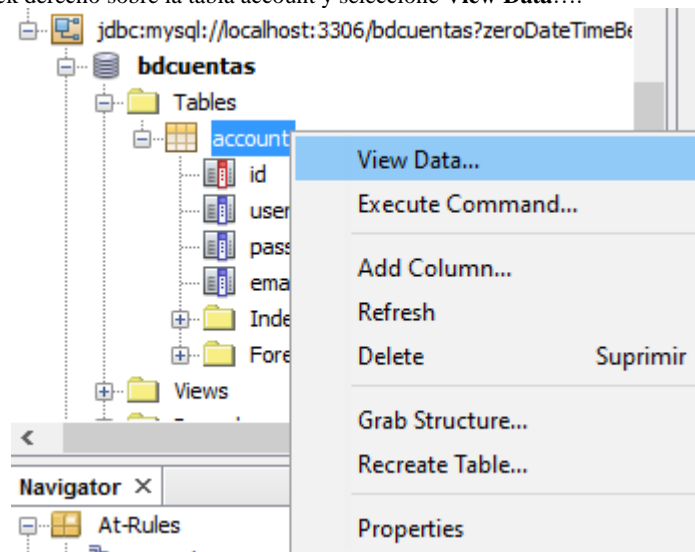 derecho sobre la tabla account y seleccione View Data....
jdbc:mysql://localhost:3306/bdcuentas?zeroDateTimeBe
bdcuentas
Tables
account
View Data...
id
user
Execute Command...
pass
ema
Add Column...
Inde
Refresh
Fore
Delete Suprimir
Views
Grab Structure...
Recreate Table...
Navigator
At-Rules
Properties